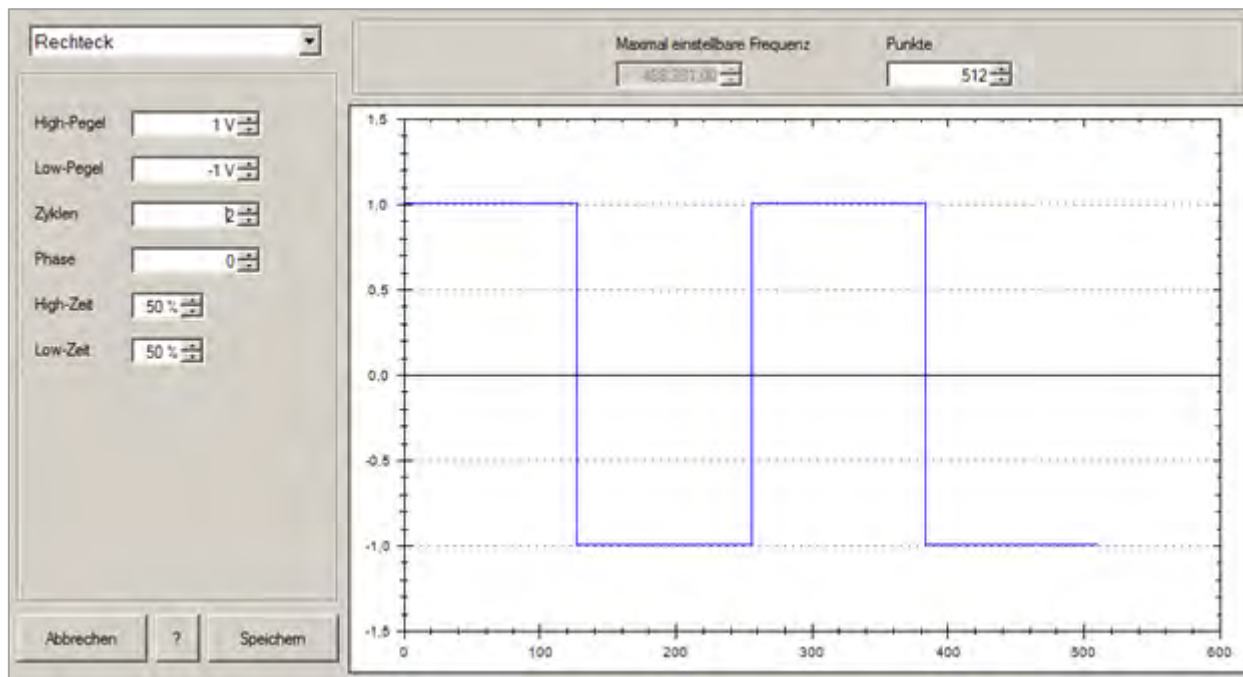 Rechteck
Maximal einstellbare Frequenz
Punkte
512
High-Pegel 1 V
Low-Pegel -1 V
Zyklen 2
Phase 0
High-Zeit 50 %
Low-Zeit 50 %
Abbrechen ? Speichern
1,5
1,0
0,5
0,0
-0,5
-1,0
-1,5
0 100 200 300 400 500 600